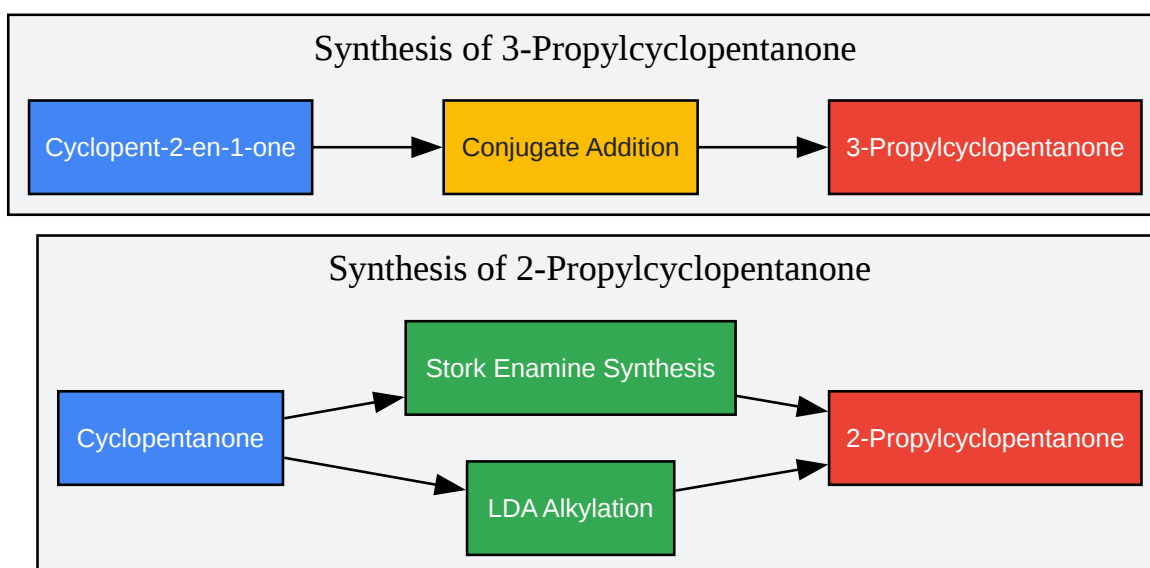 Synthesis of 3-Propylcyclopentanone
Cyclopent-2-en-1-one
Conjugate Addition
3-Propylcyclopentanone
Synthesis of 2-Propylcyclopentanone
Stork Enamine Synthesis
Cyclopentanone
2-Propylcyclopentanone
LDA Alkylation